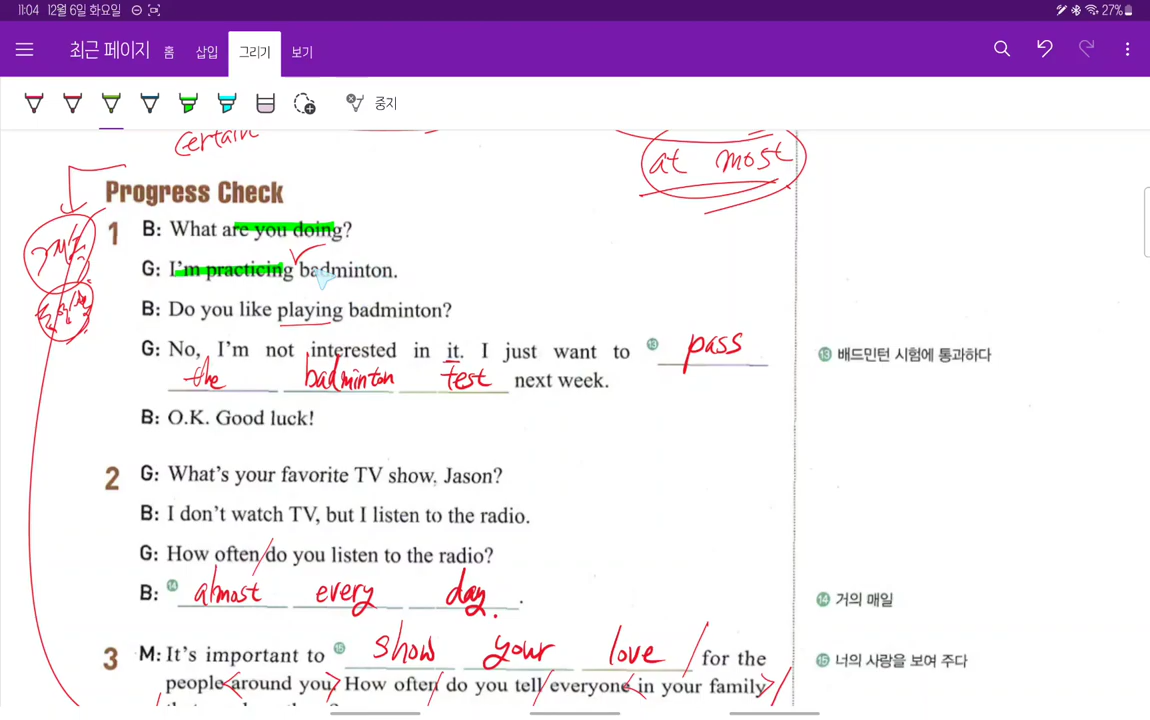 11:04 12월 6일 화요일 27%
최근 페이지 홈 삽입 그리기 보기
중지
certain
at most
Progress Check
1 B: What are you doing?
G: I'm practicing badminton.
B: Do you like playing badminton?
G: No, I'm not interested in it. I just want to ⑬ pass
the badminton test next week.
⑬ 배드민턴 시험에 통과하다
B: O.K. Good luck!
2 G: What's your favorite TV show, Jason?
B: I don't watch TV, but I listen to the radio.
G: How often do you listen to the radio?
B: ⑭ almost every day.
⑭ 거의 매일
3 M: It's important to ⑮ show your love for the
⑮ 너의 사랑을 보여 주다
people around you. How often do you tell everyone in your family